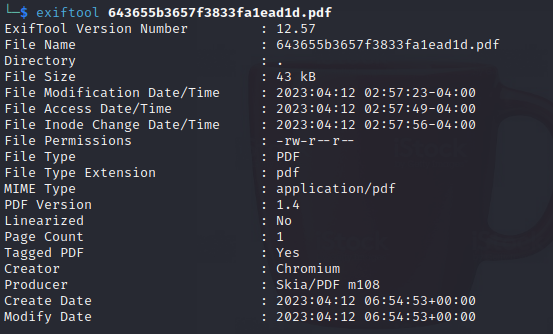 └─$ exiftool 643655b3657f3833fa1ead1d.pdf
ExifTool Version Number : 12.57
File Name : 643655b3657f3833fa1ead1d.pdf
Directory : .
File Size : 43 kB
File Modification Date/Time : 2023:04:12 02:57:23-04:00
File Access Date/Time : 2023:04:12 02:57:49-04:00
File Inode Change Date/Time : 2023:04:12 02:57:56-04:00
File Permissions : -rw-r--r--
File Type : PDF
File Type Extension : pdf
MIME Type : application/pdf
PDF Version : 1.4
Linearized : No
Page Count : 1
Tagged PDF : Yes
Creator : Chromium
Producer : Skia/PDF m108
Create Date : 2023:04:12 06:54:53+00:00
Modify Date : 2023:04:12 06:54:53+00:00